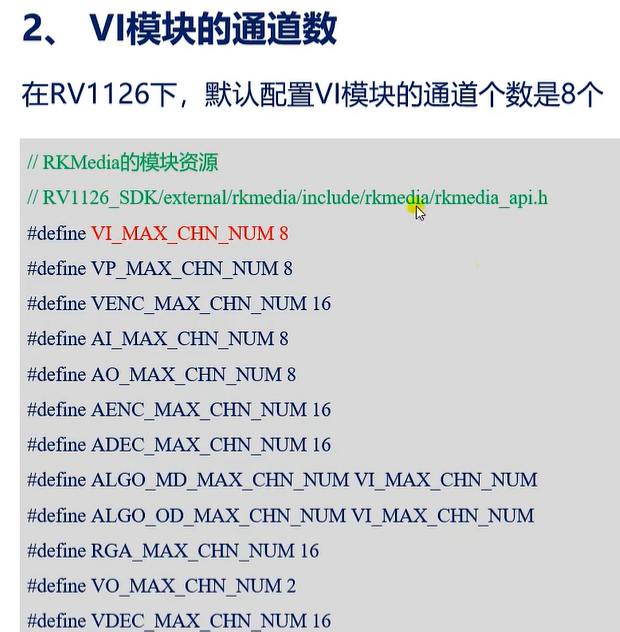 2、 VI模块的通道数
在RV1126下，默认配置VI模块的通道个数是8个
// RKMedia的模块资源
// RV1126_SDK/external/rkmedia/include/rkmedia/rkmedia_api.h
#define VI_MAX_CHN_NUM 8
#define VP_MAX_CHN_NUM 8
#define VENC_MAX_CHN_NUM 16
#define AI_MAX_CHN_NUM 8
#define AO_MAX_CHN_NUM 8
#define AENC_MAX_CHN_NUM 16
#define ADEC_MAX_CHN_NUM 16
#define ALGO_MD_MAX_CHN_NUM VI_MAX_CHN_NUM
#define ALGO_OD_MAX_CHN_NUM VI_MAX_CHN_NUM
#define RGA_MAX_CHN_NUM 16
#define VO_MAX_CHN_NUM 2
#define VDEC_MAX_CHN_NUM 16